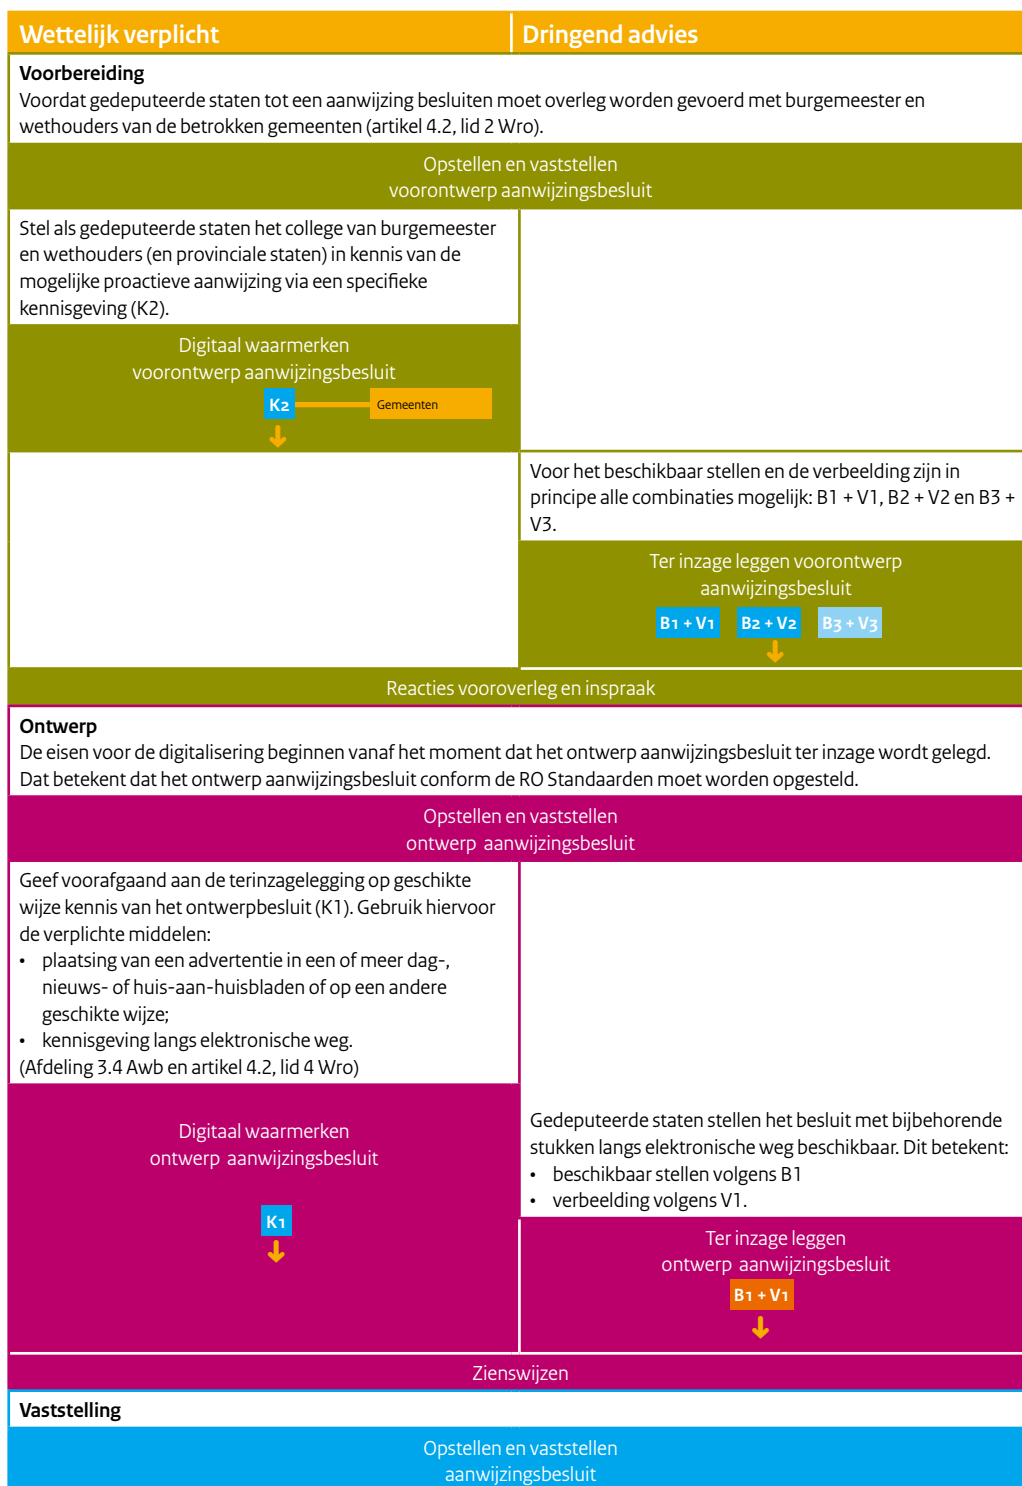 Wettelijk verplicht
Dringend advies
Voorbereiding
Voordat gedeputeerde staten tot een aanwijzing besluiten moet overleg worden gevoerd met burgemeester en
wethouders van de betrokken gemeenten (artikel 4.2, lid 2 Wro).
Opstellen en vaststellen
voorontwerp aanwijzingsbesluit
Stel als gedeputeerde staten het college van burgemeester
en wethouders (en provinciale staten) in kennis van de
mogelijke proactieve aanwijzing via een specifieke
kennisgeving (K2).
Digitaal waarmerken
voorontwerp aanwijzingsbesluit
K2
Gemeenten
Voor het beschikbaar stellen en de verbeelding zijn in
principe alle combinaties mogelijk: B1 + V1, B2 + V2 en B3 +
V3.
Ter inzage leggen voorontwerp
aanwijzingsbesluit
B1 + V1 B2 + V2 B3 + V3
Reacties vooroverleg en inspraak
Ontwerp
De eisen voor de digitalisering beginnen vanaf het moment dat het ontwerp aanwijzingsbesluit ter inzage wordt gelegd.
Dat betekent dat het ontwerp aanwijzingsbesluit conform de RO Standaarden moet worden opgesteld.
Opstellen en vaststellen
ontwerp aanwijzingsbesluit
Geef voorafgaand aan de terinzagelegging op geschikte
wijze kennis van het ontwerpbesluit (K1). Gebruik hiervoor
de verplichte middelen:
• plaatsing van een advertentie in een of meer dag-,
nieuws- of huis-aan-huisbladen of op een andere
geschikte wijze;
• kennisgeving langs elektronische weg.
(Afdeling 3.4 Awb en artikel 4.2, lid 4 Wro)
Digitaal waarmerken
ontwerp aanwijzingsbesluit
K1
Gedeputeerde staten stellen het besluit met bijbehorende
stukken langs elektronische weg beschikbaar. Dit betekent:
• beschikbaar stellen volgens B1
• verbeelding volgens V1.
Ter inzage leggen
ontwerp aanwijzingsbesluit
B1 + V1
Zienswijzen
Vaststelling
Opstellen en vaststellen
aanwijzingsbesluit